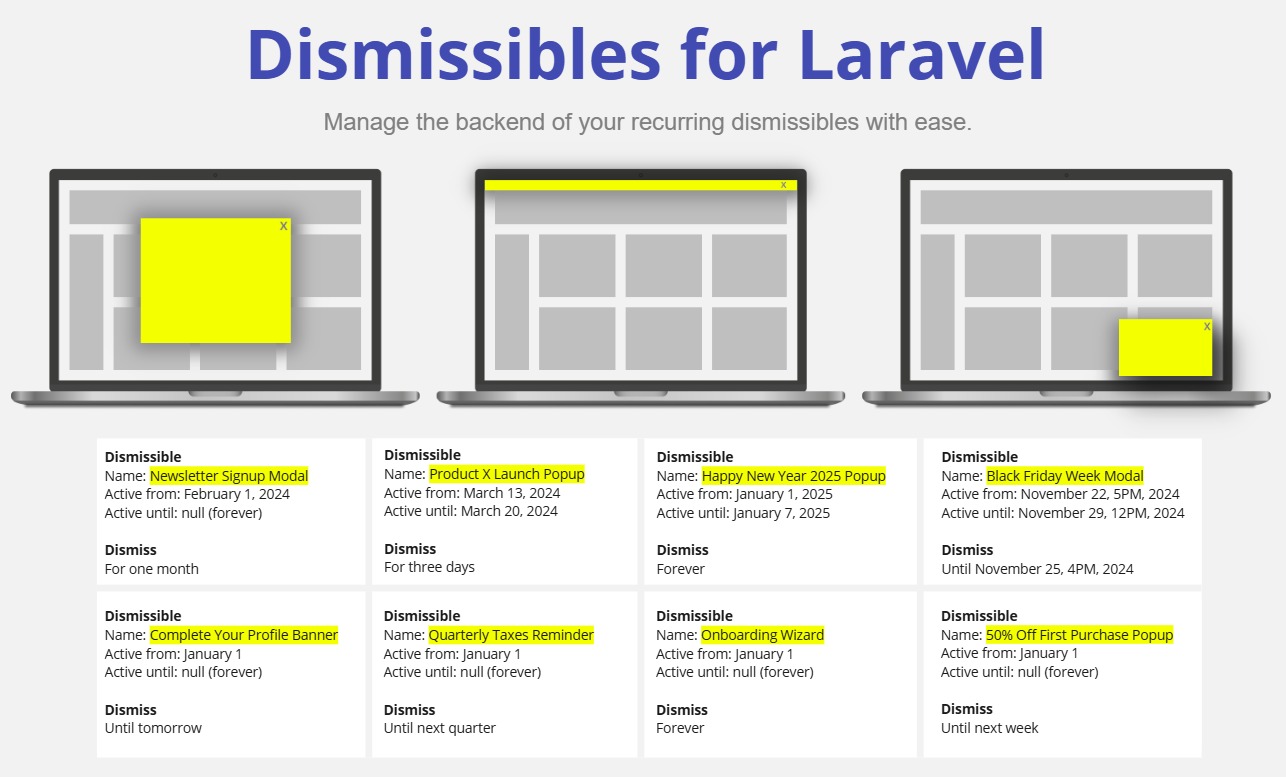 Dismissibles for Laravel
Manage the backend of your recurring dismissibles with ease.
X
X
X
Dismissible
Name: Newsletter Signup Modal
Active from: February 1, 2024
Active until: null (forever)
Dismiss
For one month
Dismissible
Name: Product X Launch Popup
Active from: March 13, 2024
Active until: March 20, 2024
Dismiss
For three days
Dismissible
Name: Happy New Year 2025 Popup
Active from: January 1, 2025
Active until: January 7, 2025
Dismiss
Forever
Dismissible
Name: Black Friday Week Modal
Active from: November 22, 5PM, 2024
Active until: November 29, 12PM, 2024
Dismiss
Until November 25, 4PM, 2024
Dismissible
Name: Complete Your Profile Banner
Active from: January 1
Active until: null (forever)
Dismiss
Until tomorrow
Dismissible
Name: Quarterly Taxes Reminder
Active from: January 1
Active until: null (forever)
Dismiss
Until next quarter
Dismissible
Name: Onboarding Wizard
Active from: January 1
Active until: null (forever)
Dismiss
Forever
Dismissible
Name: 50% Off First Purchase Popup
Active from: January 1
Active until: null (forever)
Dismiss
Until next week